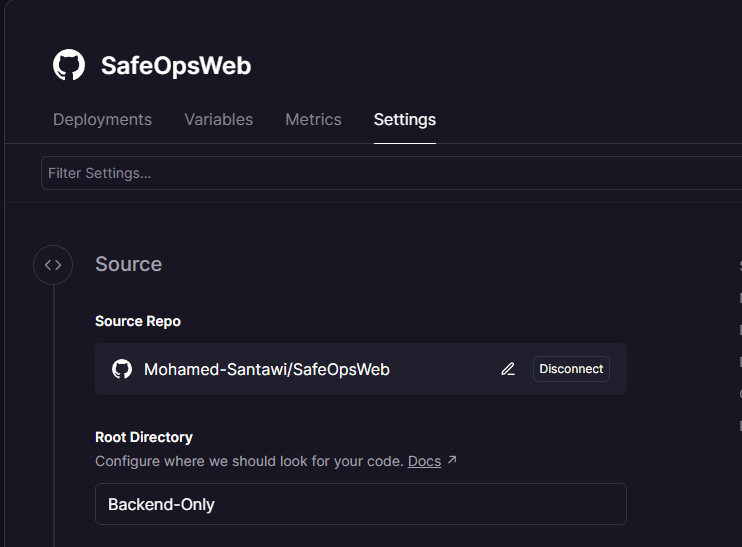 SafeOpsWeb
Deployments Variables Metrics Settings
Filter Settings...
Source
Source Repo
Mohamed-Santawi/SafeOpsWeb Disconnect
Root Directory
Configure where we should look for your code. Docs ↗
Backend-Only